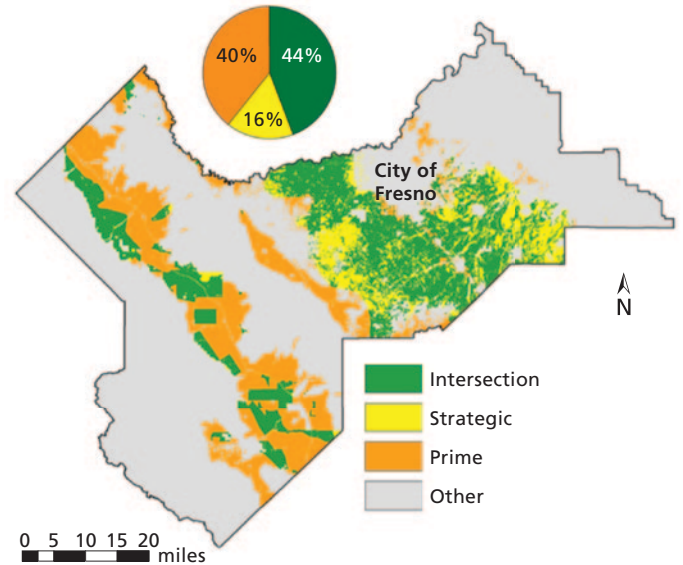 40% 44%
16%
City of
Fresno
N
Intersection
Strategic
Prime
Other
0 5 10 15 20
miles